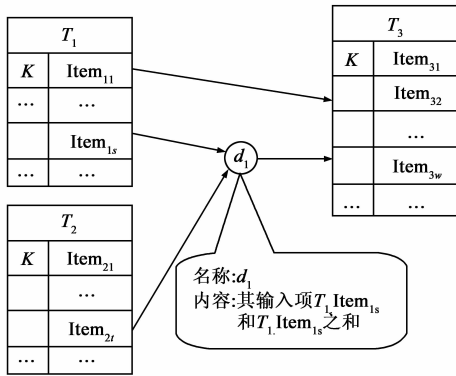 T₁
K Item₁₁
... ...
Item₁ₛ
... ...
T₂
K Item₂₁
...
Item₂ₜ
... ...
d₁
T₃
K Item₃₁
Item₃₂
...
Item₃w
... ...
名称:d₁
内容:其输入项T₁.Item₁ₛ
和T₁.Item₁ₛ之和